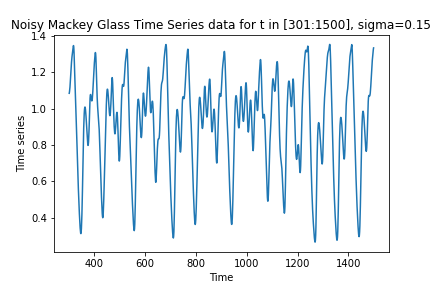 Noisy Mackey Glass Time Series data for t in [301:1500], sigma=0.15
1.4
1.2
1.0
0.8
0.6
0.4
Time series
400 600 800 1000 1200 1400
Time